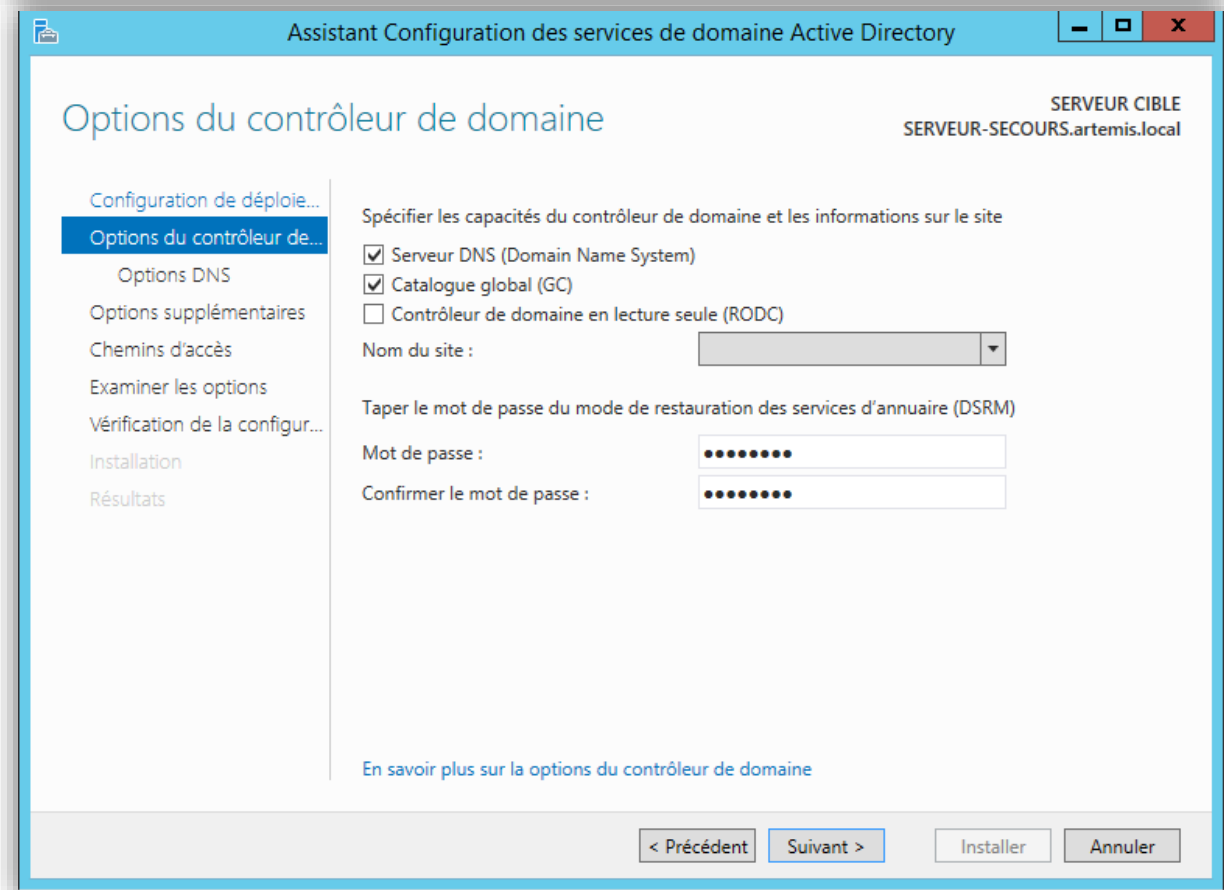 Assistant Configuration des services de domaine Active Directory
Options du contrôleur de domaine
SERVEUR CIBLE
SERVEUR-SECOURS.artemis.local
Configuration de déploie...
Options du contrôleur de...
Options DNS
Options supplémentaires
Chemins d'accès
Examiner les options
Vérification de la configur...
Installation
Résultats
Spécifier les capacités du contrôleur de domaine et les informations sur le site
Serveur DNS (Domain Name System)
Catalogue global (GC)
Contrôleur de domaine en lecture seule (RODC)
Nom du site :
Taper le mot de passe du mode de restauration des services d'annuaire (DSRM)
Mot de passe : ●●●●●●●●
Confirmer le mot de passe : ●●●●●●●●
En savoir plus sur la options du contrôleur de domaine
< Précédent Suivant > Installer Annuler